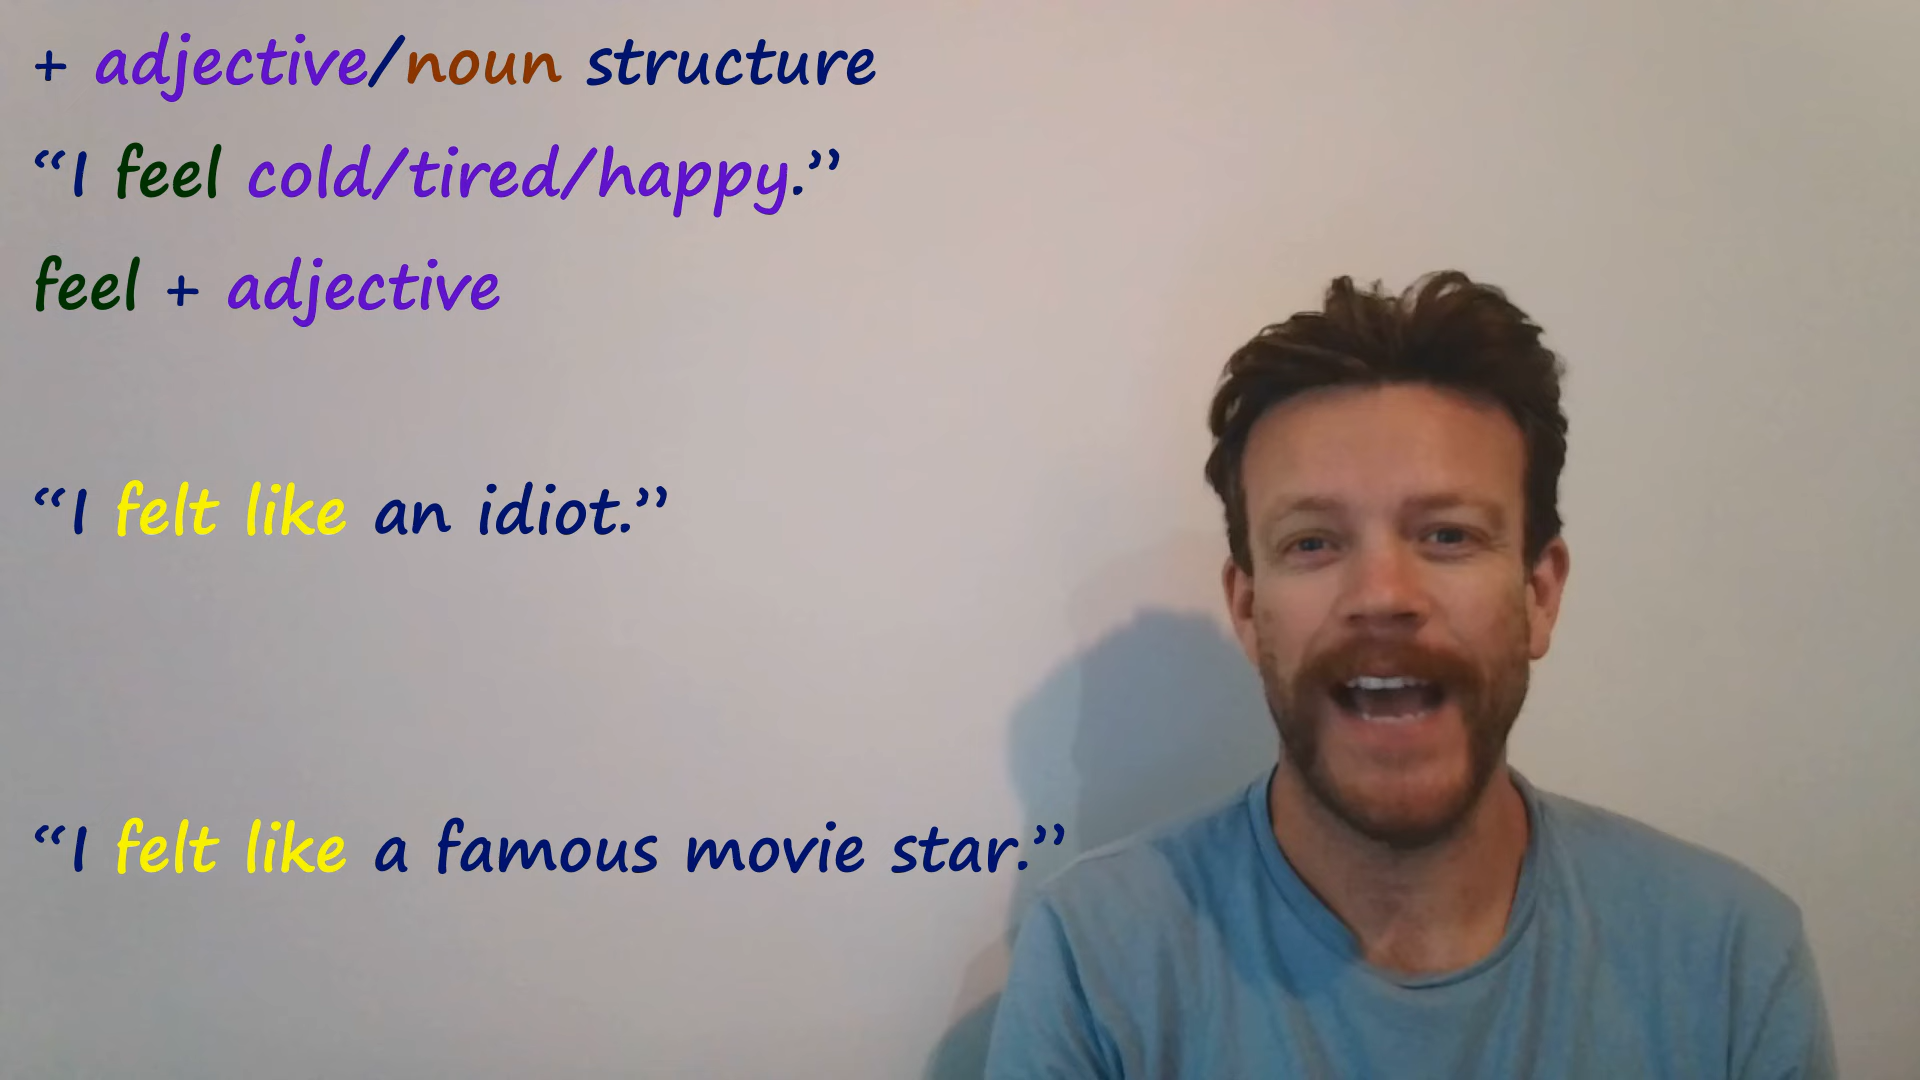 + adjective/noun structure
“I feel cold/tired/happy.”
feel + adjective
“I felt like an idiot.”
“I felt like a famous movie star.”